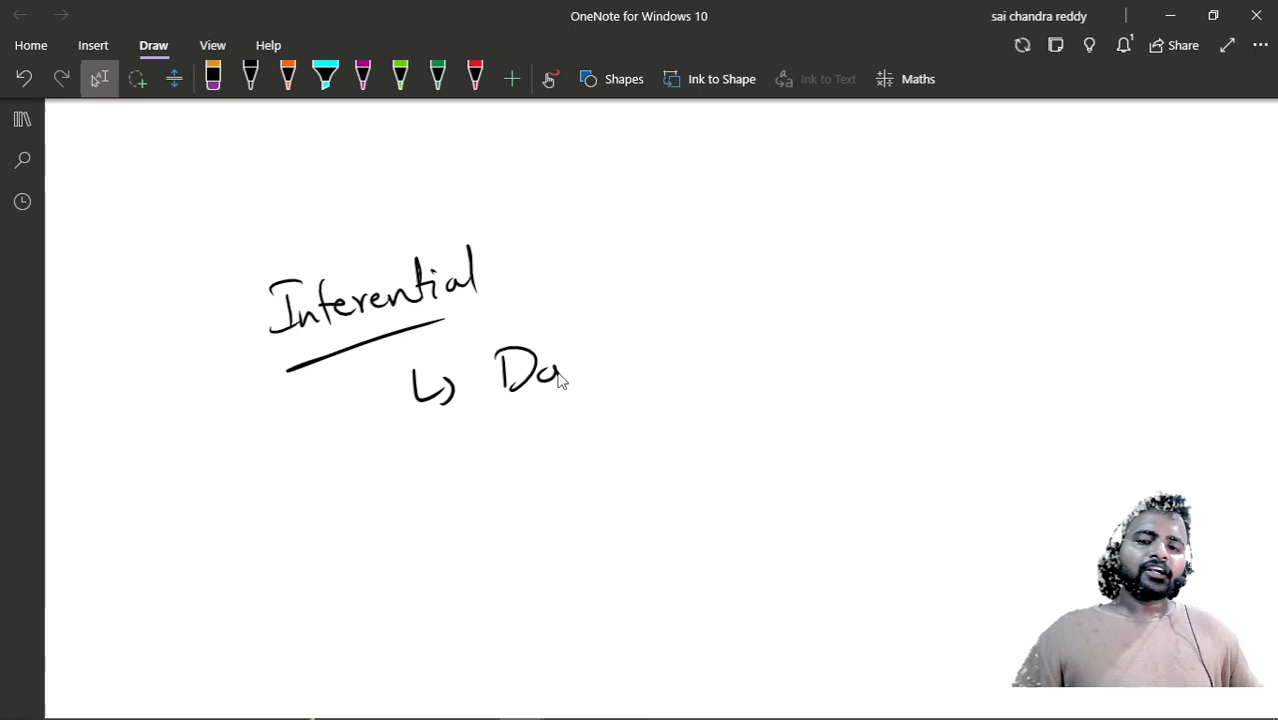 OneNote for Windows 10
sai chandra reddy
Home Insert Draw View Help
1 Share
Shapes Ink to Shape Ink to Text Maths
Inferential
Da